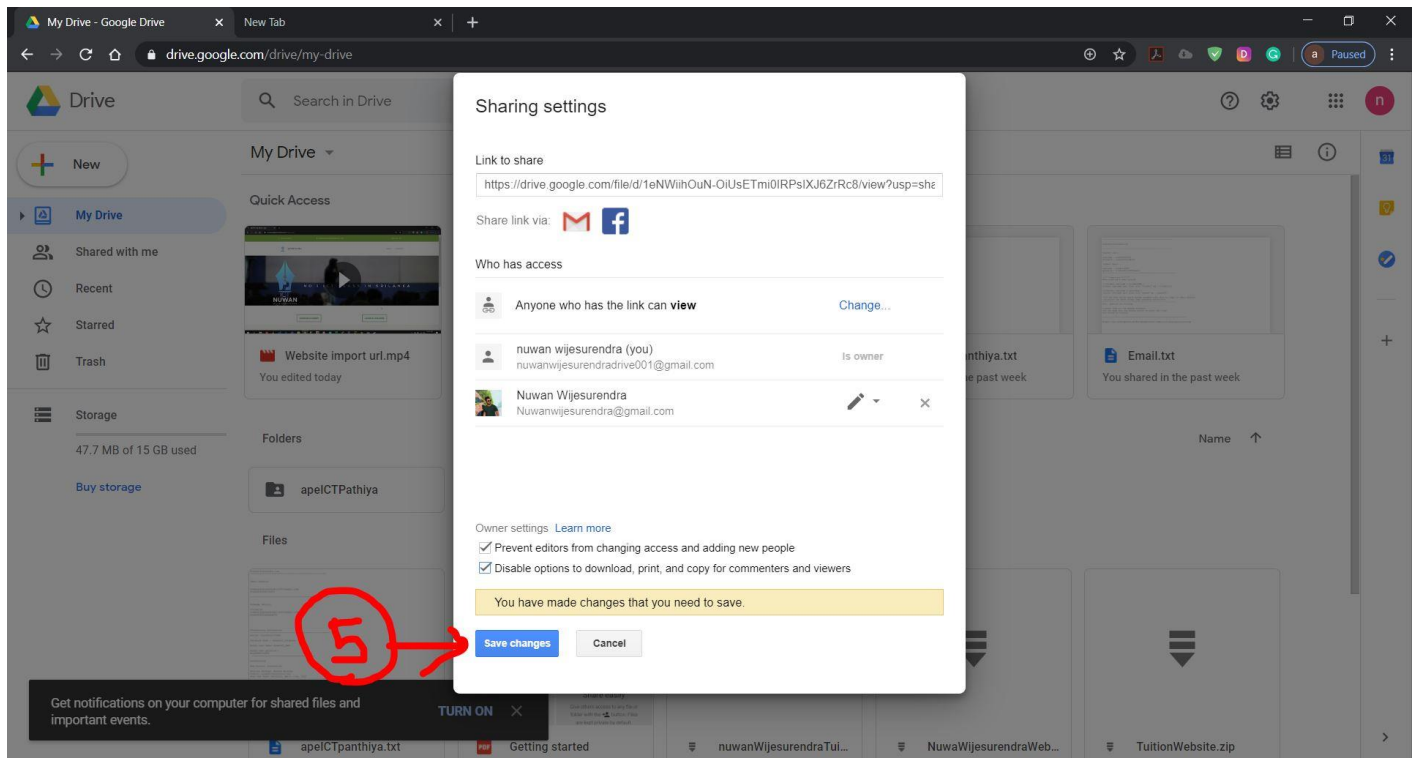 My Drive - Google Drive
New Tab
drive.google.com/drive/my-drive
a Paused
Drive
Search in Drive
n
New
My Drive
My Drive
Shared with me
Recent
Starred
Trash
Storage
47.7 MB of 15 GB used
Buy storage
Quick Access
NUWAN
Website import url.mp4
You edited today
nthiya.txt
e past week
Email.txt
You shared in the past week
Folders
Name
apeICTPathiya
Files
Sharing settings
Link to share
https://drive.google.com/file/d/1eNWiihOuN-OiUsETmi0IRPsIXJ6ZrRc8/view?usp=sha
Share link via:
Who has access
Anyone who has the link can view
Change...
nuwan wijesurendra (you)
Is owner
nuwanwijesurendradrive001@gmail.com
Nuwan Wijesurendra
Nuwanwijesurendra@gmail.com
Owner settings Learn more
Prevent editors from changing access and adding new people
Disable options to download, print, and copy for commenters and viewers
You have made changes that you need to save.
5
Save changes
Cancel
Get notifications on your computer for shared files and
important events.
TURN ON
apeICTpanthiya.txt
PDF
Getting started
nuwanWijesurendraTui...
NuwaWijesurendraWeb...
TuitionWebsite.zip
31